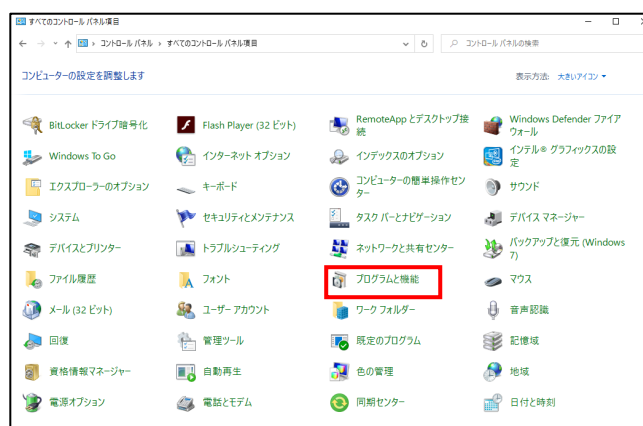 すべてのコントロール パネル項目
コントロール パネル › すべてのコントロール パネル項目
コントロール パネルの検索
コンピューターの設定を調整します
表示方法: 大きいアイコン
BitLocker ドライブ暗号化
Flash Player (32 ビット)
RemoteApp とデスクトップ接
続
Windows Defender ファイア
ウォール
Windows To Go
インターネット オプション
インデックスのオプション
インテル® グラフィックスの設
定
エクスプローラーのオプション
キーボード
コンピューターの簡単操作セン
ター
サウンド
システム
セキュリティとメンテナンス
タスク バーとナビゲーション
デバイス マネージャー
デバイスとプリンター
トラブルシューティング
ネットワークと共有センター
バックアップと復元 (Windows
7)
ファイル履歴
フォント
プログラムと機能
マウス
メール (32 ビット)
ユーザー アカウント
ワーク フォルダー
音声認識
回復
管理ツール
既定のプログラム
記憶域
資格情報マネージャー
自動再生
色の管理
地域
電源オプション
電話とモデム
同期センター
日付と時刻